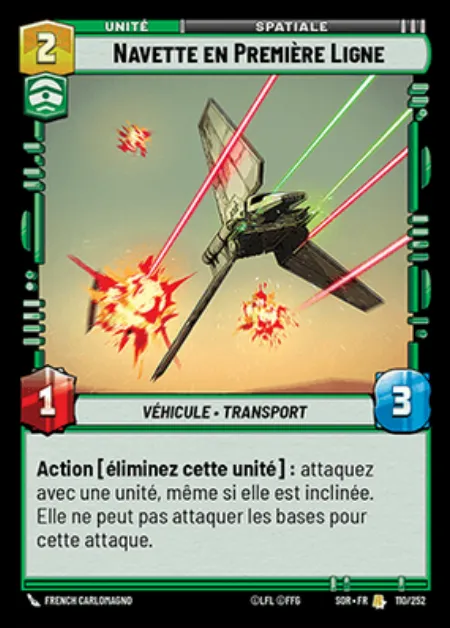 UNITÉ SPATIALE
2
NAVETTE EN PREMIÈRE LIGNE
1
VÉHICULE • TRANSPORT
3
Action [éliminez cette unité] : attaquez
avec une unité, même si elle est inclinée.
Elle ne peut pas attaquer les bases pour
cette attaque.
FRENCH CARLOMAGNO ©LFL ©FFG SOR • FR 110/252